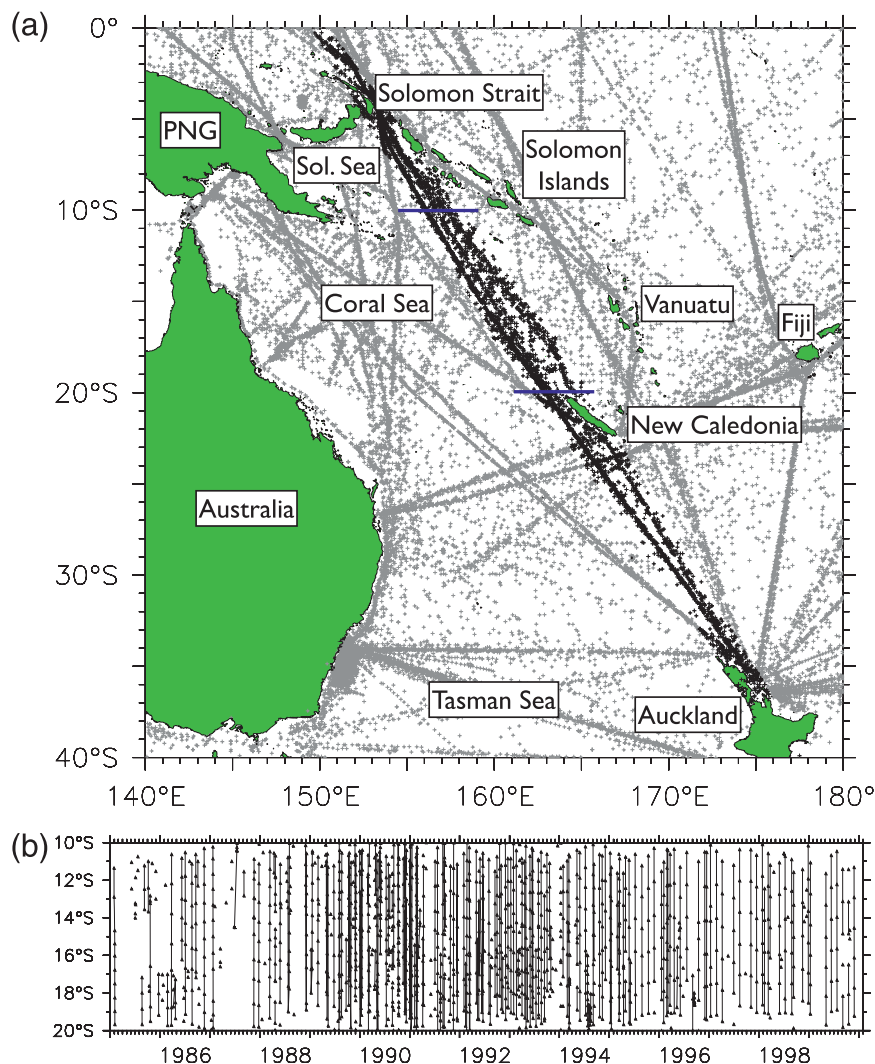 (a)
0°
10°S
20°S
30°S
40°S
140°E
150°E
160°E
170°E
180°
PNG
Solomon Strait
Sol. Sea
Solomon
Islands
Coral Sea
Vanuatu
Fiji
New Caledonia
Australia
Tasman Sea
Auckland
(b)
10°S
12°S
14°S
16°S
18°S
20°S
1986
1988
1990
1992
1994
1996
1998